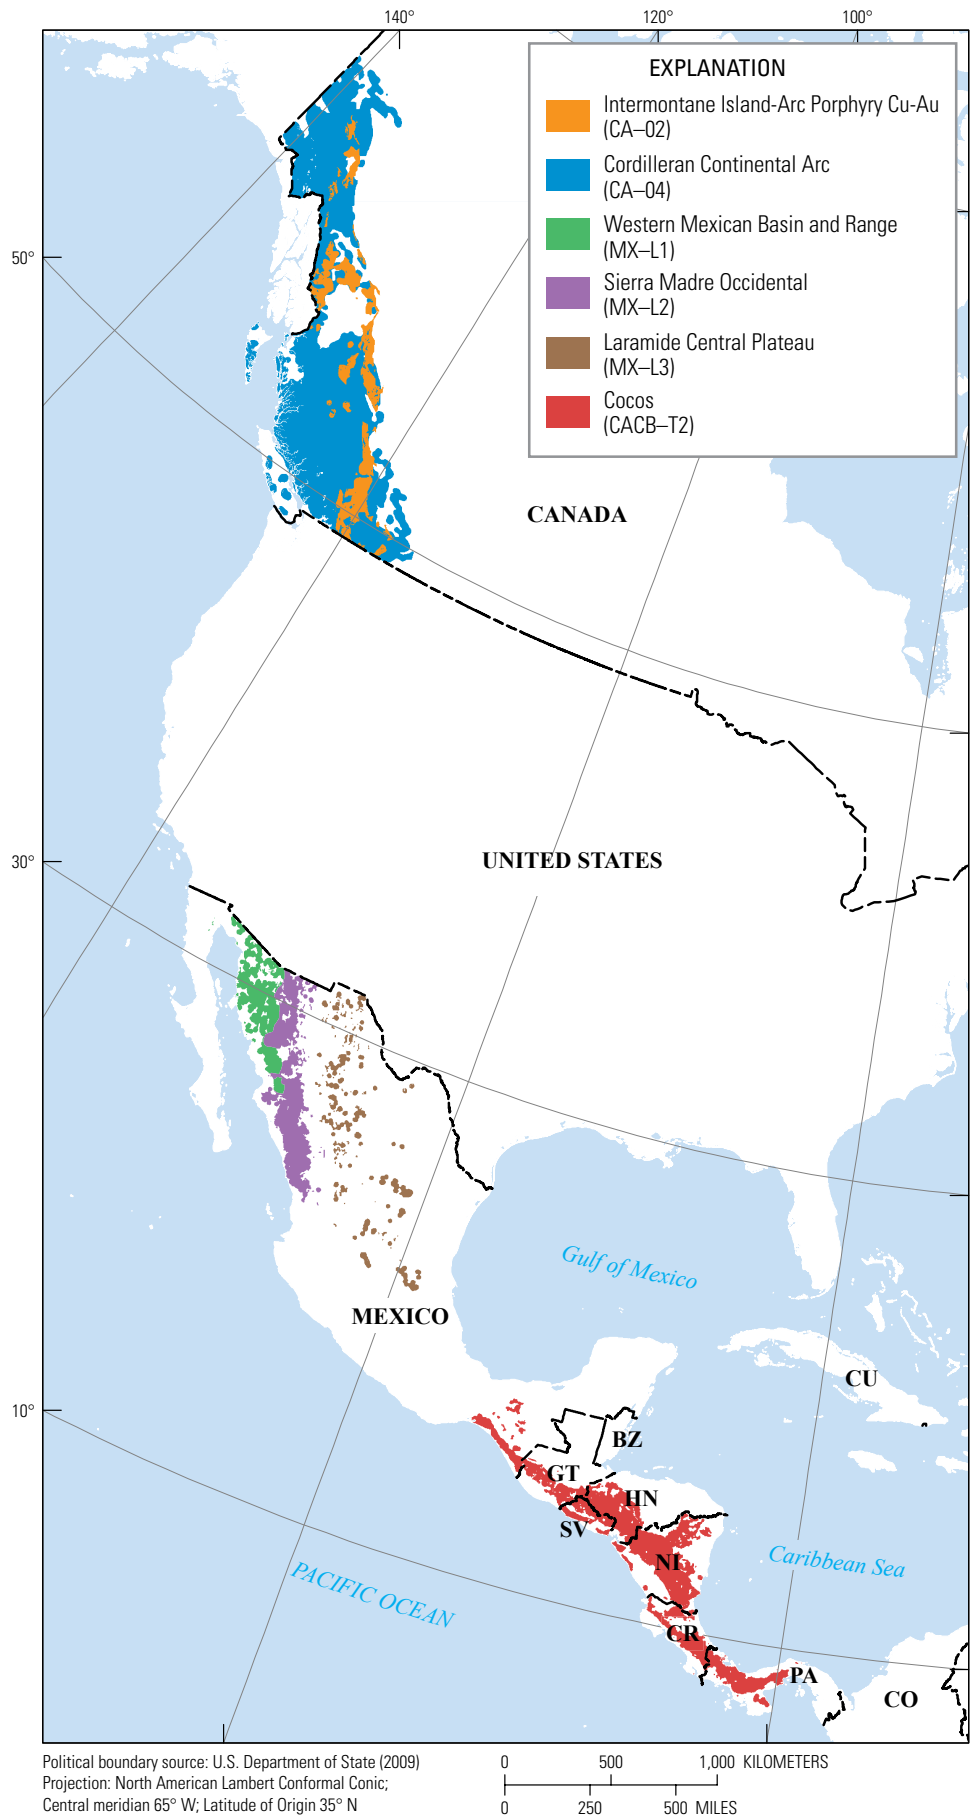 140°
120°
100°
EXPLANATION
Intermontane Island-Arc Porphyry Cu-Au
(CA–02)
Cordilleran Continental Arc
(CA–04)
Western Mexican Basin and Range
(MX–L1)
Sierra Madre Occidental
(MX–L2)
Laramide Central Plateau
(MX–L3)
Cocos
(CACB–T2)
50°
CANADA
30°
UNITED STATES
Gulf of Mexico
MEXICO
CU
10°
BZ
GT
HN
SV
NI
Caribbean Sea
PACIFIC OCEAN
CR
PA
CO
Political boundary source: U.S. Department of State (2009)
Projection: North American Lambert Conformal Conic;
Central meridian 65° W; Latitude of Origin 35° N
0 500 1,000 KILOMETERS
0 250 500 MILES